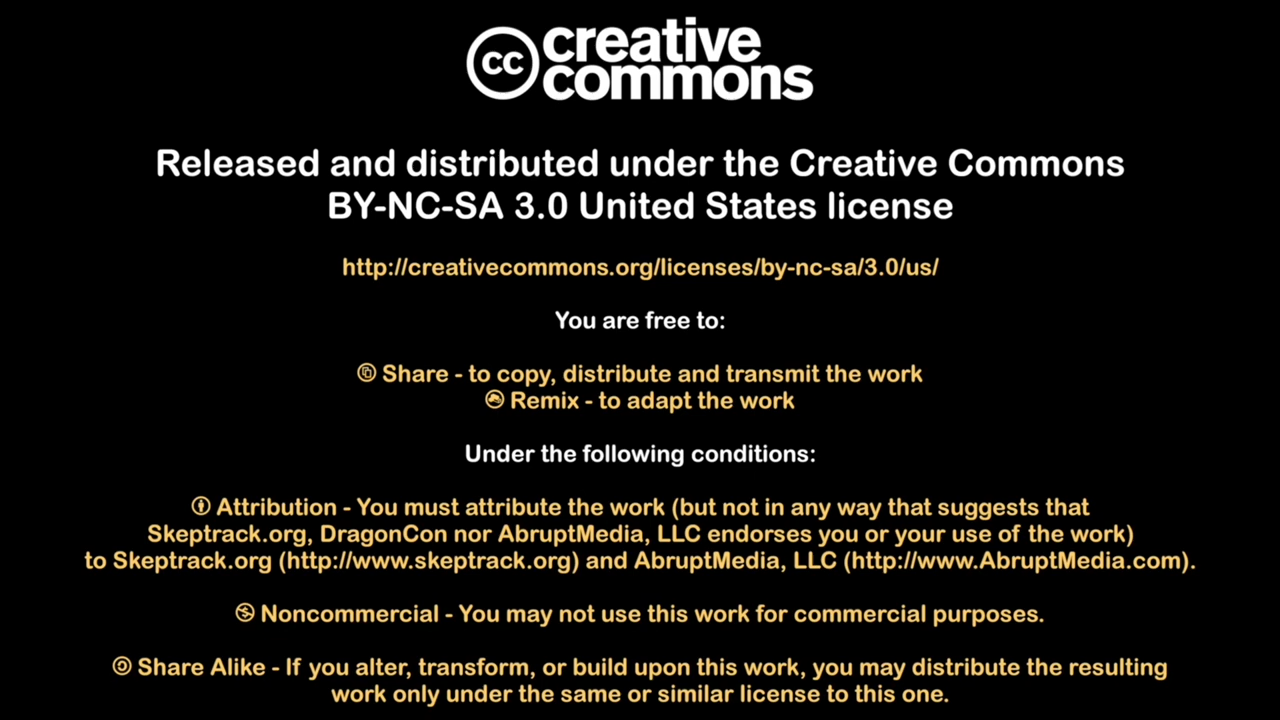 cc creative
commons
Released and distributed under the Creative Commons
BY-NC-SA 3.0 United States license
http://creativecommons.org/licenses/by-nc-sa/3.0/us/
You are free to:
Share - to copy, distribute and transmit the work
Remix - to adapt the work
Under the following conditions:
Attribution - You must attribute the work (but not in any way that suggests that
Skeptrack.org, DragonCon nor AbruptMedia, LLC endorses you or your use of the work)
to Skeptrack.org (http://www.skeptrack.org) and AbruptMedia, LLC (http://www.AbruptMedia.com).
Noncommercial - You may not use this work for commercial purposes.
Share Alike - If you alter, transform, or build upon this work, you may distribute the resulting
work only under the same or similar license to this one.